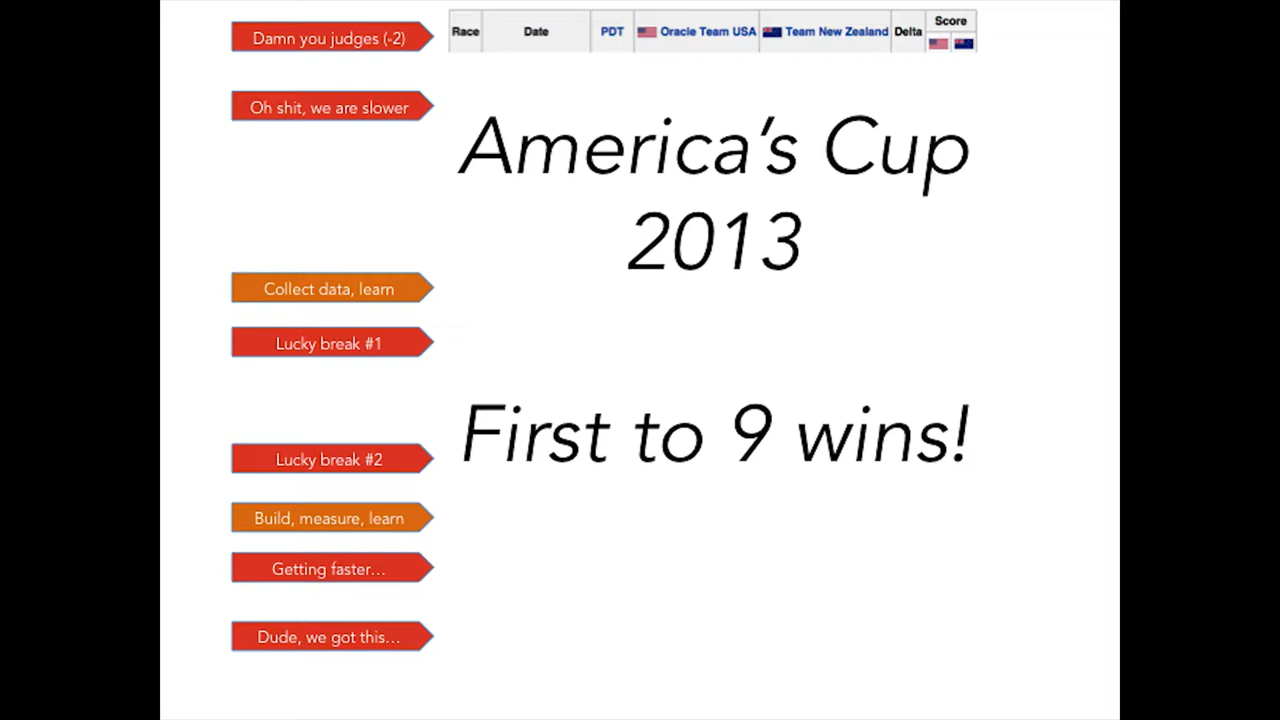 Damn you judges (-2)
Race Date PDT Oracle Team USA Team New Zealand Delta Score
Oh shit, we are slower
America’s Cup
2013
Collect data, learn
Lucky break #1
First to 9 wins!
Lucky break #2
Build, measure, learn
Getting faster...
Dude, we got this...